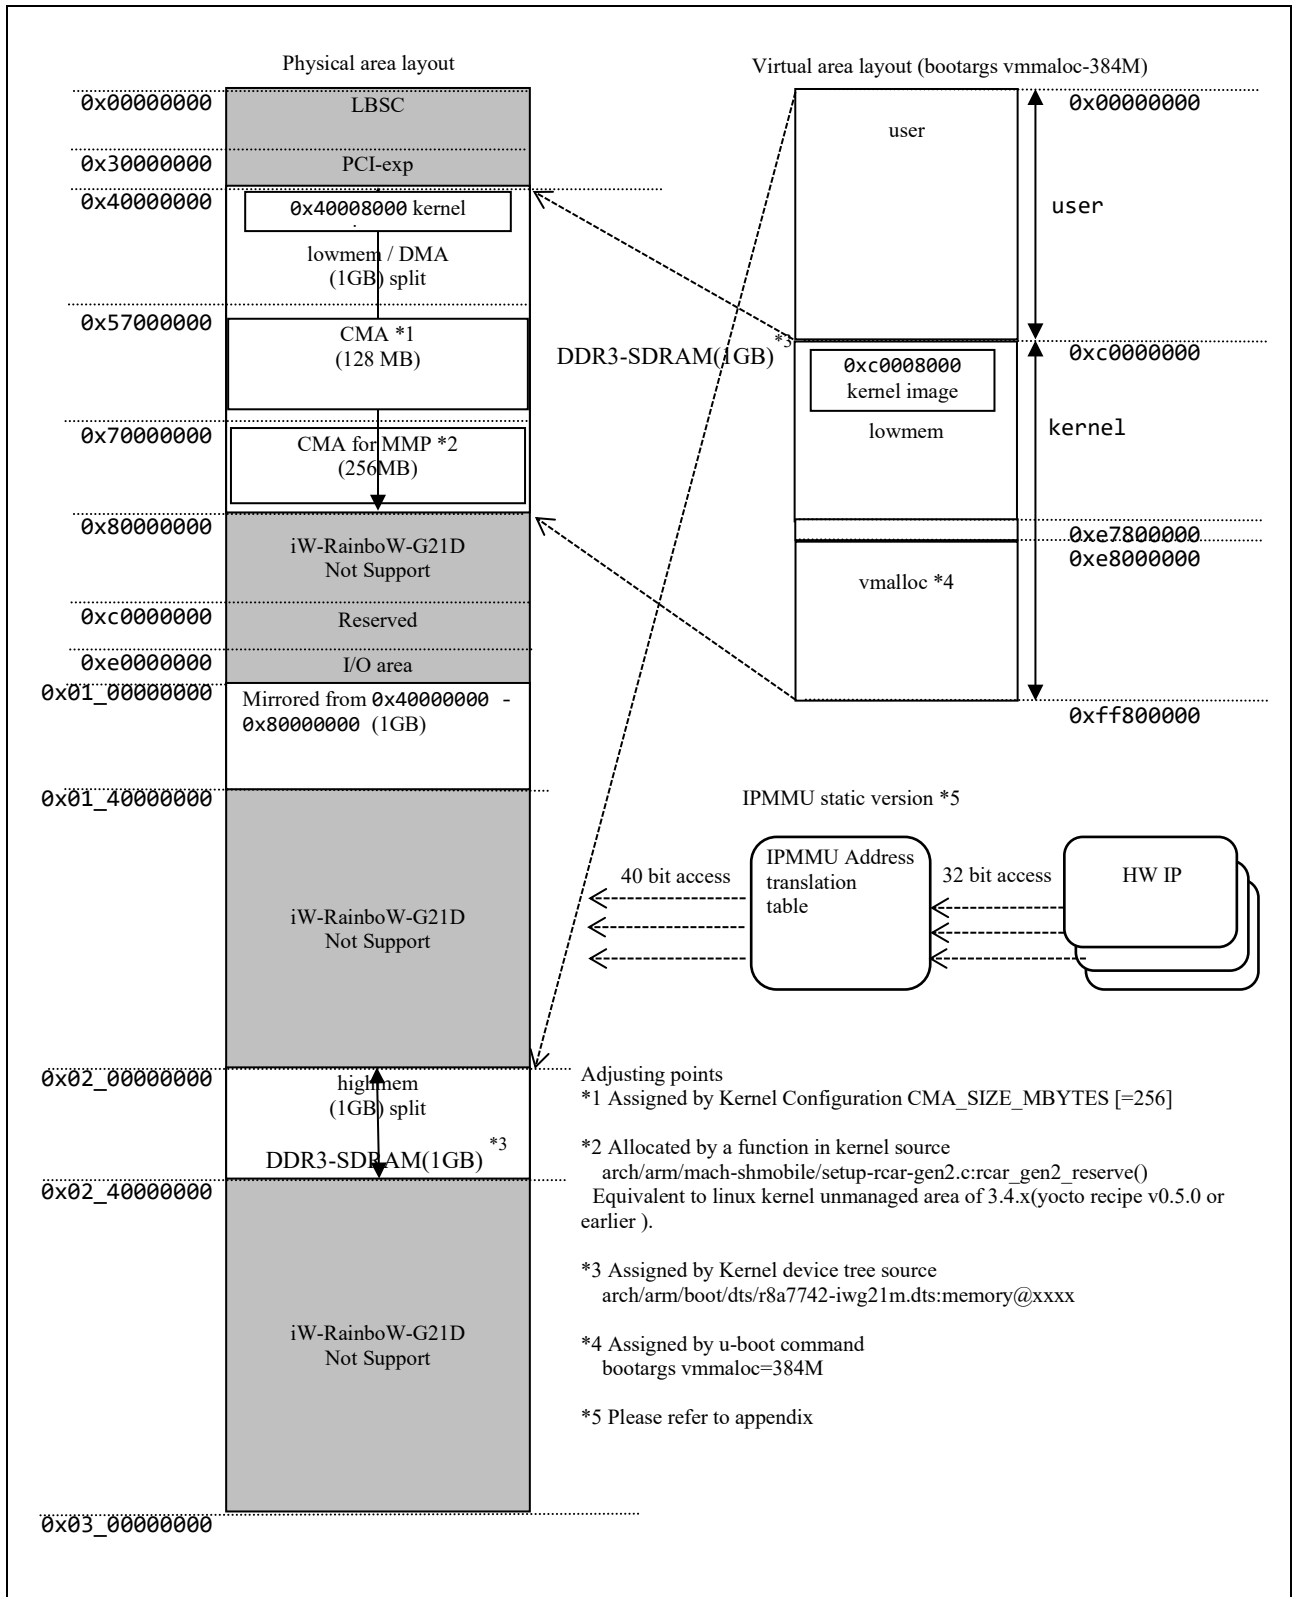 Physical area layout
0x00000000
LBSC
0x30000000
PCI-exp
0x40000000
0x40008000 kernel
lowmem / DMA
(1GB) split
0x57000000
CMA *1
(128 MB)
DDR3-SDRAM(1GB) *3
0x70000000
CMA for MMP *2
(256MB)
0x80000000
iW-RainboW-G21D
Not Support
0xc0000000
Reserved
0xe0000000
I/O area
0x01_00000000
Mirrored from 0x40000000 -
0x80000000 (1GB)
0x01_40000000
iW-RainboW-G21D
Not Support
0x02_00000000
highmem
(1GB) split
DDR3-SDRAM(1GB) *3
0x02_40000000
iW-RainboW-G21D
Not Support
0x03_00000000
Virtual area layout (bootargs vmmaloc-384M)
0x00000000
user
user
0xc0000000
0xc0008000
kernel image
lowmem
kernel
0xe7800000
0xe8000000
vmalloc *4
0xff800000
IPMMU static version *5
40 bit access
IPMMU Address
translation
table
32 bit access
HW IP
Adjusting points
*1 Assigned by Kernel Configuration CMA_SIZE_MBYTES [=256]
*2 Allocated by a function in kernel source
arch/arm/mach-shmobile/setup-rcar-gen2.c:rcar_gen2_reserve()
Equivalent to linux kernel unmanaged area of 3.4.x(yocto recipe v0.5.0 or
earlier ).
*3 Assigned by Kernel device tree source
arch/arm/boot/dts/r8a7742-iwg21m.dts:memory@xxxx
*4 Assigned by u-boot command
bootargs vmmaloc=384M
*5 Please refer to appendix